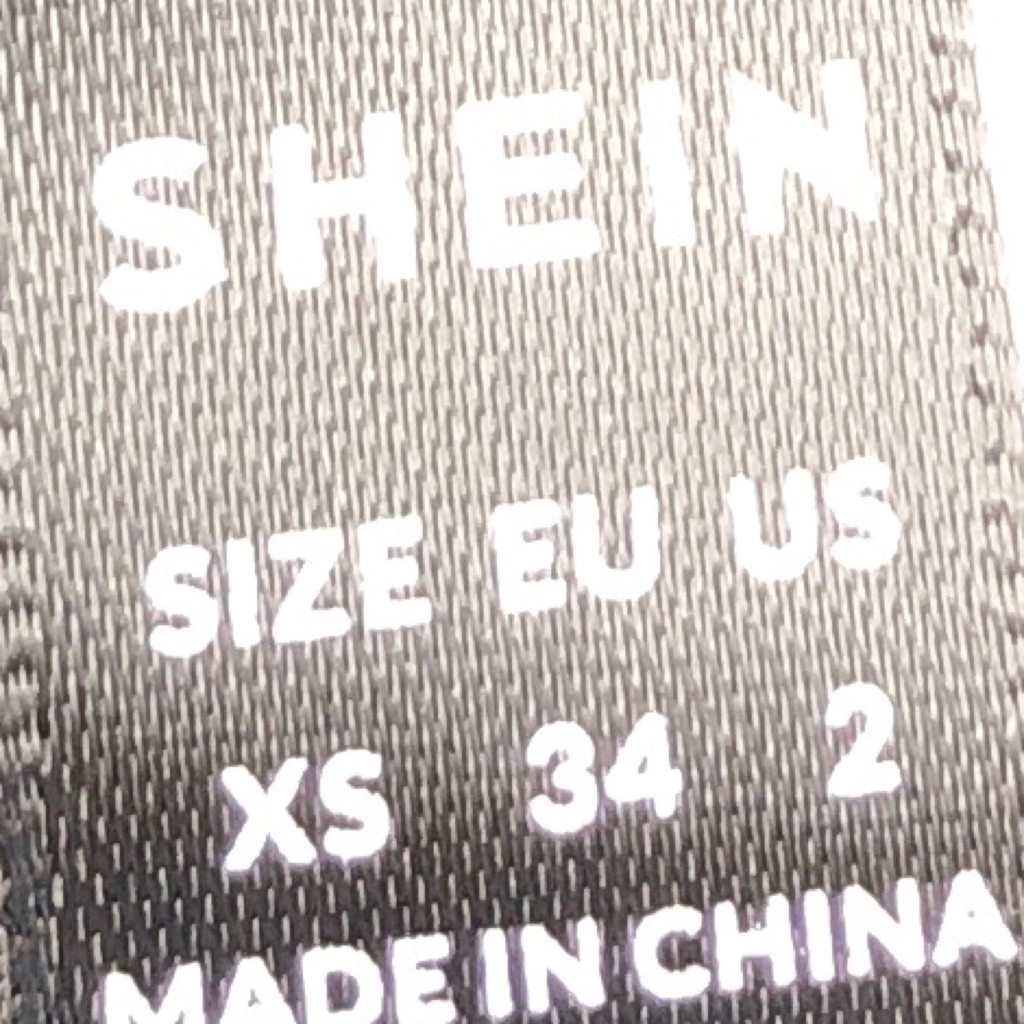 SHEIN
SIZE EU US
XS 34 2
MADE IN CHINA